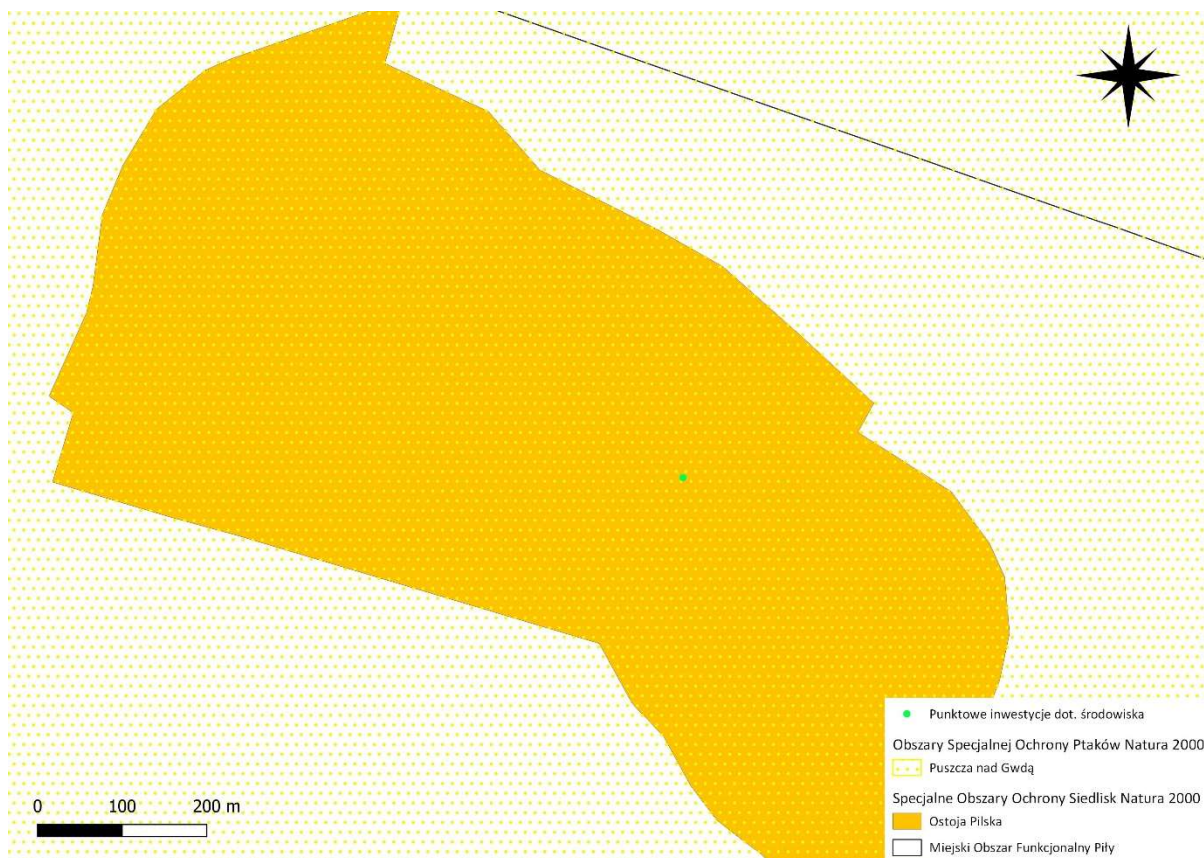 Punktowe inwestycje dot. środowiska
Obszary Specjalnej Ochrony Ptaków Natura 2000
Puszcza nad Gwdą
Specjalne Obszary Ochrony Siedlisk Natura 2000
Ostoja Pilska
Miejski Obszar Funkcjonalny Piły
0 100 200 m